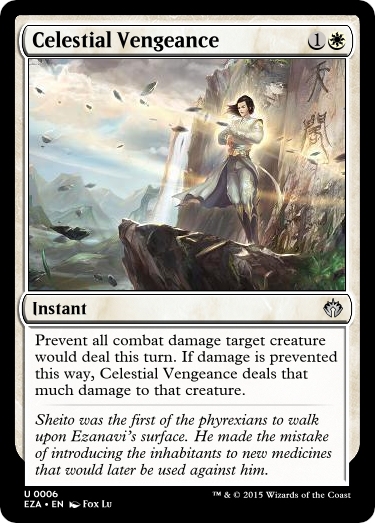 Celestial Vengeance 1
天
閣
Instant
Prevent all combat damage target creature
would deal this turn. If damage is prevented
this way, Celestial Vengeance deals that
much damage to that creature.
Sheito was the first of the phyrexians to walk
upon Ezanavi's surface. He made the mistake
of introducing the inhabitants to new medicines
that would later be used against him.
U 0006
EZA • EN Fox Lu
™ & © 2015 Wizards of the Coast